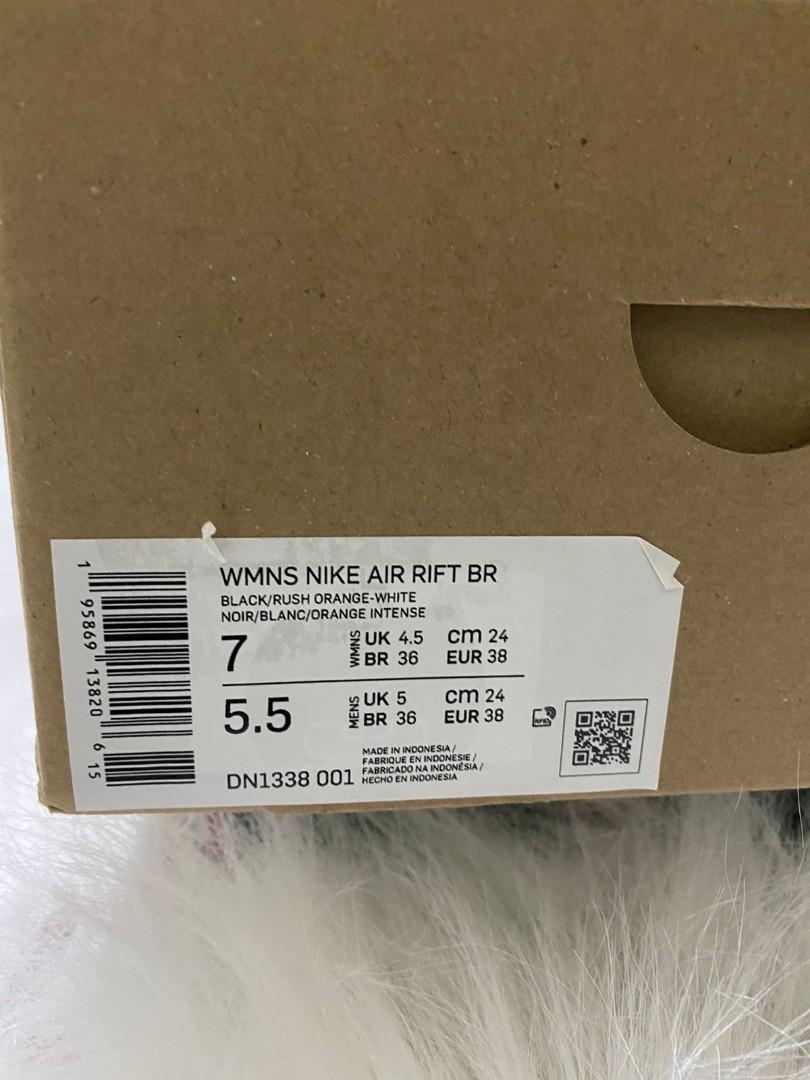 WMNS NIKE AIR RIFT BR
BLACK/RUSH ORANGE-WHITE
NOIR/BLANC/ORANGE INTENSE
7 WMNS UK 4.5 cm 24
BR 36 EUR 38
5.5 MENS UK 5 cm 24
BR 36 EUR 38
RFID
DN1338 001
MADE IN INDONESIA /
FABRIQUE EN INDONESIE /
FABRICADO NA INDONÉSIA /
HECHO EN INDONESIA
1 95869 13820 6 15